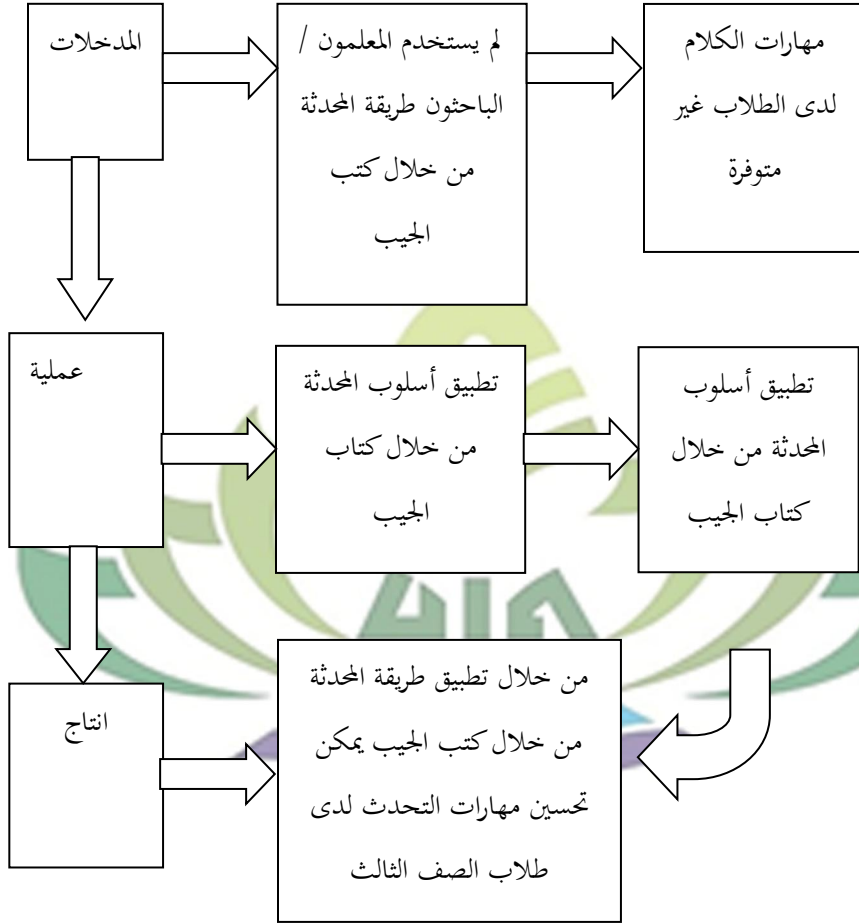 المدخلات
لم يستخدم المعلمون /
الباحثون طريقة المحدثة
من خلال كتب
الجيب
مهارات الكلام
لدى الطلاب غير
متوفرة
عملية
تطبيق أسلوب المحدثة
من خلال كتاب
الجيب
تطبيق أسلوب
المحدثة من خلال
كتاب الجيب
انتاج
من خلال تطبيق طريقة المحدثة
من خلال كتب الجيب يمكن
تحسين مهارات التحدث لدى
طلاب الصف الثالث